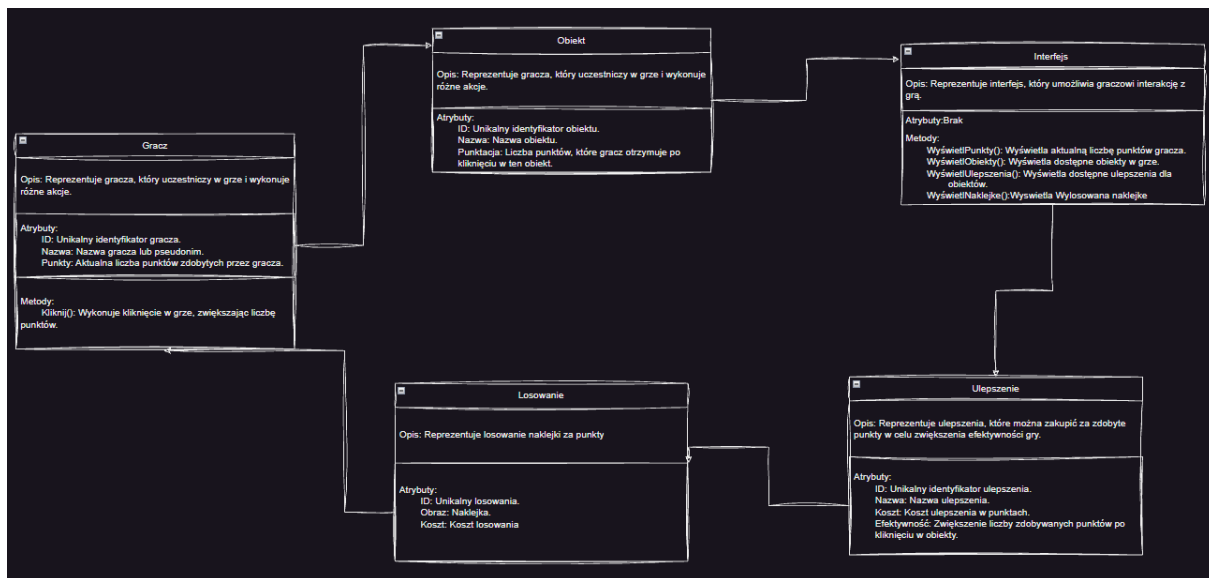 Obiekt
Opis: Reprezentuje gracza, który uczestniczy w grze i wykonuje
różne akcje.
Atrybuty:
ID: Unikalny identyfikator obiektu.
Nazwa: Nazwa obiektu.
Punktacja: Liczba punktów, które gracz otrzymuje po
kliknięciu w ten obiekt.
Interfejs
Opis: Reprezentuje interfejs, który umożliwia graczowi interakcję z
grą.
Atrybuty:Brak
Metody:
WyświetlPunkty(): Wyświetla aktualną liczbę punktów gracza.
WyświetlObiekty(): Wyświetla dostępne obiekty w grze.
WyświetlUlepszenia(): Wyświetla dostępne ulepszenia dla
obiektów.
WyświetlNaklejke():Wyswietla Wylosowana naklejke
Gracz
Opis: Reprezentuje gracza, który uczestniczy w grze i wykonuje
różne akcje.
Atrybuty:
ID: Unikalny identyfikator gracza.
Nazwa: Nazwa gracza lub pseudonim.
Punkty: Aktualna liczba punktów zdobytych przez gracza.
Metody:
Kliknij(): Wykonuje kliknięcie w grze, zwiększając liczbę
punktów.
Losowanie
Opis: Reprezentuje losowanie naklejki za punkty
Atrybuty:
ID: Unikalny losowania.
Obraz: Naklejka.
Koszt: Koszt losowania
Ulepszenie
Opis: Reprezentuje ulepszenia, które można zakupić za zdobyte
punkty w celu zwiększenia efektywności gry.
Atrybuty:
ID: Unikalny identyfikator ulepszenia.
Nazwa: Nazwa ulepszenia.
Koszt: Koszt ulepszenia w punktach.
Efektywność: Zwiększenie liczby zdobywanych punktów po
kliknięciu w obiekty.